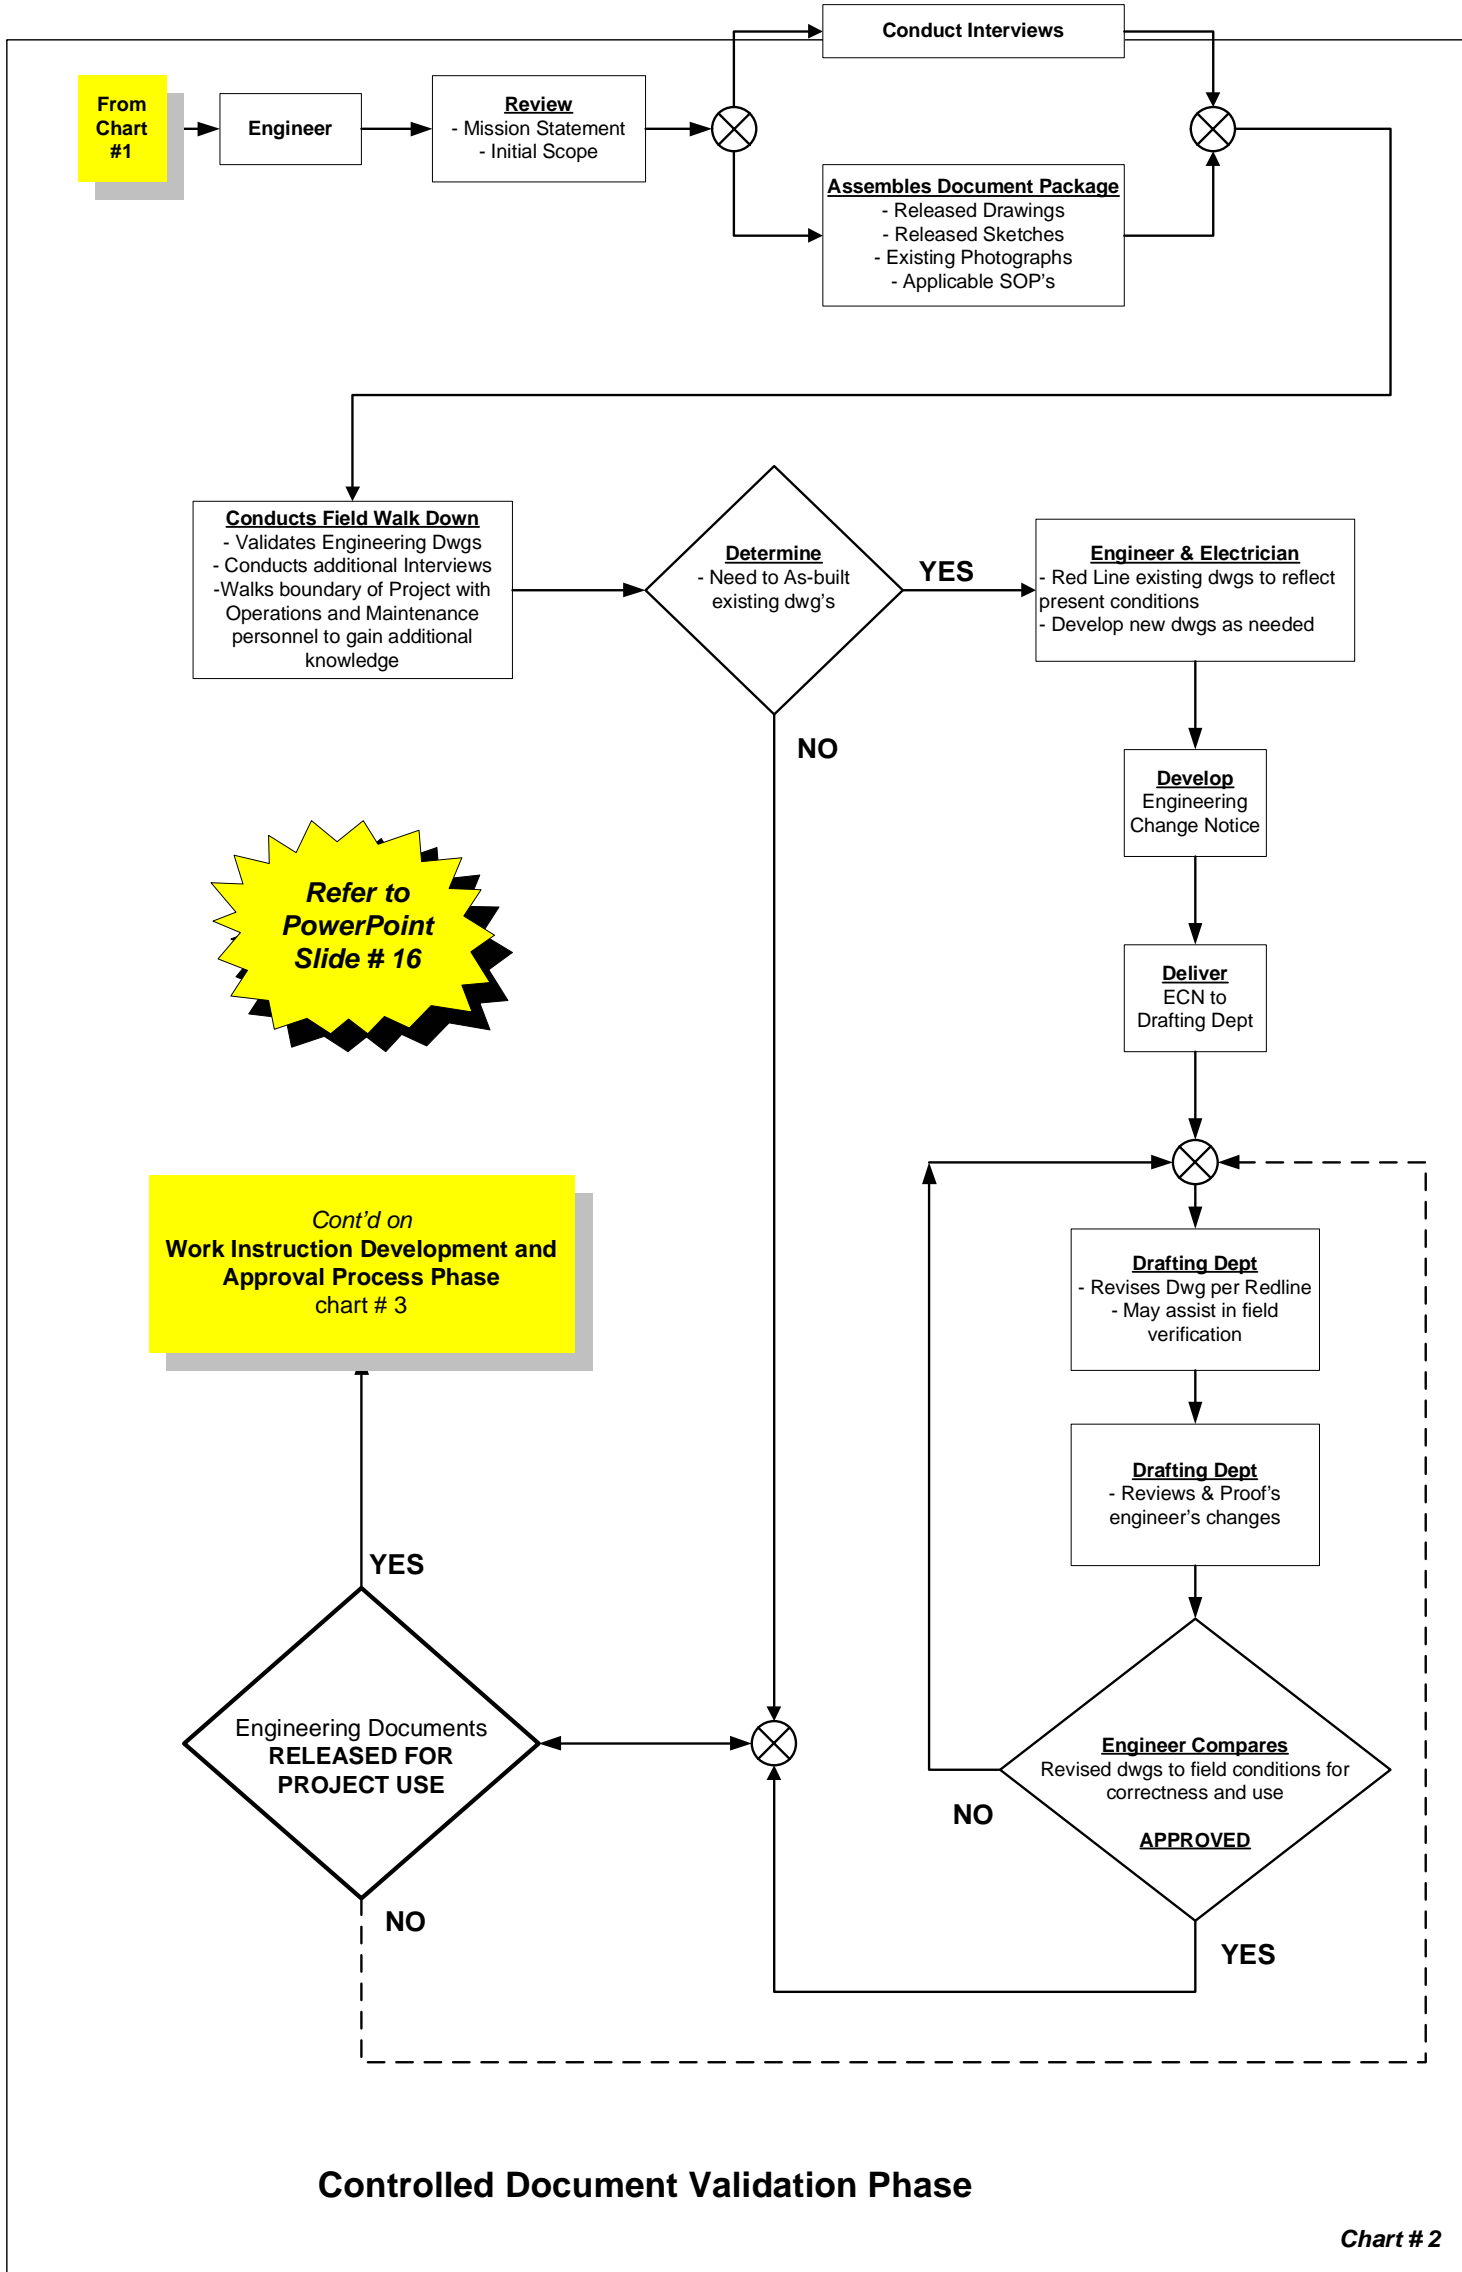 Conduct Interviews
From
Chart
#1
Engineer
Review
- Mission Statement
- Initial Scope
Assembles Document Package
- Released Drawings
- Released Sketches
- Existing Photographs
- Applicable SOP's
Conducts Field Walk Down
- Validates Engineering Dwgs
- Conducts additional Interviews
-Walks boundary of Project with
Operations and Maintenance
personnel to gain additional
knowledge
Determine
- Need to As-built
existing dwg's
YES
Engineer & Electrician
- Red Line existing dwgs to reflect
present conditions
- Develop new dwgs as needed
NO
Develop
Engineering
Change Notice
Refer to
PowerPoint
Slide # 16
Deliver
ECN to
Drafting Dept
Cont'd on
Work Instruction Development and
Approval Process Phase
chart # 3
Drafting Dept
- Revises Dwg per Redline
- May assist in field
verification
Drafting Dept
- Reviews & Proof's
engineer's changes
YES
Engineering Documents
RELEASED FOR
PROJECT USE
Engineer Compares
Revised dwgs to field conditions for
correctness and use
APPROVED
NO
NO
YES
Controlled Document Validation Phase
Chart # 2